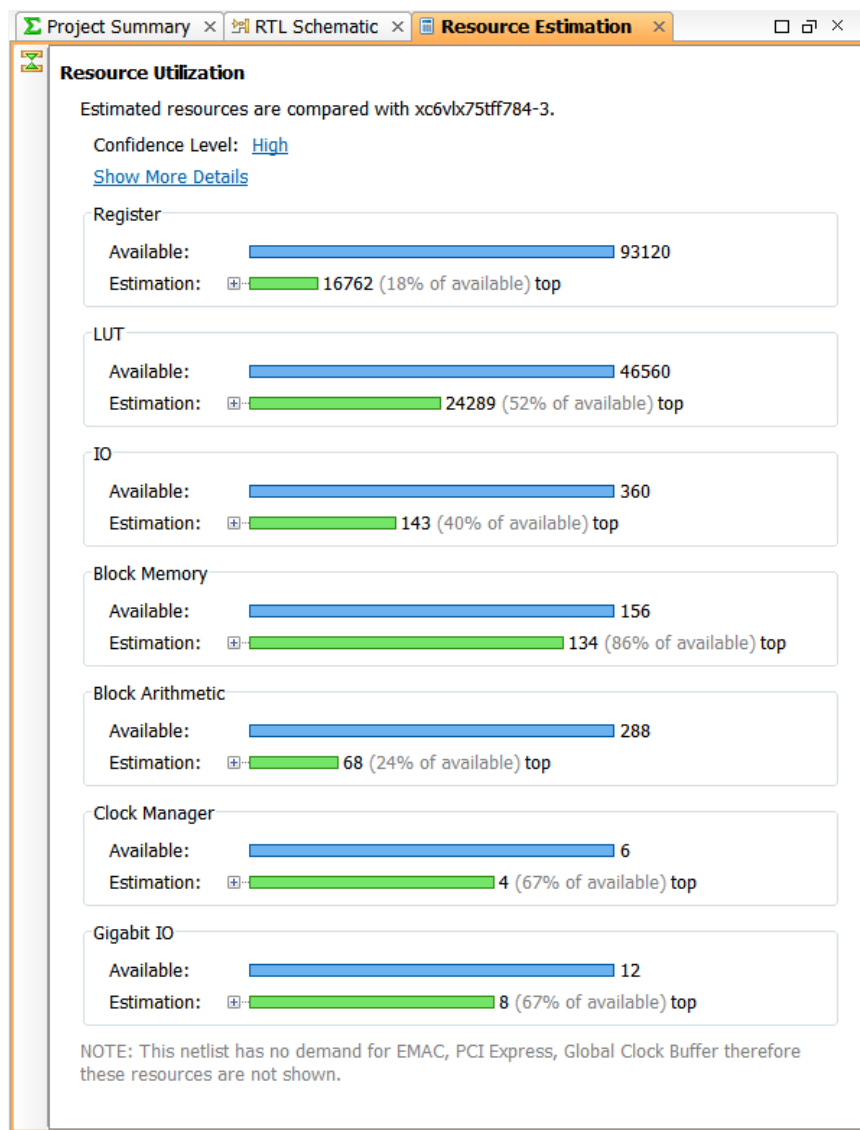 Project Summary RTL Schematic Resource Estimation
Resource Utilization
Estimated resources are compared with xc6vlx75tff784-3.
Confidence Level: High
Show More Details
Register
Available: 93120
Estimation: 16762 (18% of available) top
LUT
Available: 46560
Estimation: 24289 (52% of available) top
IO
Available: 360
Estimation: 143 (40% of available) top
Block Memory
Available: 156
Estimation: 134 (86% of available) top
Block Arithmetic
Available: 288
Estimation: 68 (24% of available) top
Clock Manager
Available: 6
Estimation: 4 (67% of available) top
Gigabit IO
Available: 12
Estimation: 8 (67% of available) top
NOTE: This netlist has no demand for EMAC, PCI Express, Global Clock Buffer therefore
these resources are not shown.